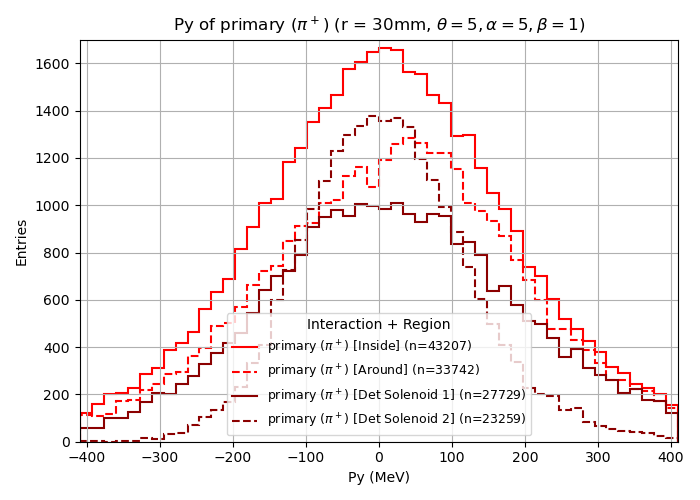 Py of primary (π⁺) (r = 30mm, θ = 5, α = 5, β = 1)
1600
1400
1200
1000
800
600
400
200
0
Entries
Interaction + Region
primary (π⁺) [Inside] (n=43207)
primary (π⁺) [Around] (n=33742)
primary (π⁺) [Det Solenoid 1] (n=27729)
primary (π⁺) [Det Solenoid 2] (n=23259)
−400 −300 −200 −100 0 100 200 300 400
Py (MeV)